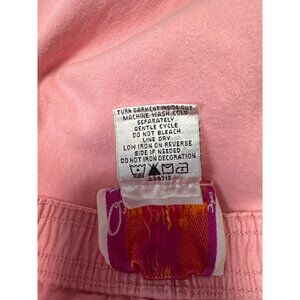 TURN GARMENT INSIDE OUT
MACHINE WASH COLD
SEPARATELY
GENTLE CYCLE
DO NOT BLEACH
LINE DRY
LOW IRON ON REVERSE
SIDE IF NEEDED
DO NOT IRON DECORATION